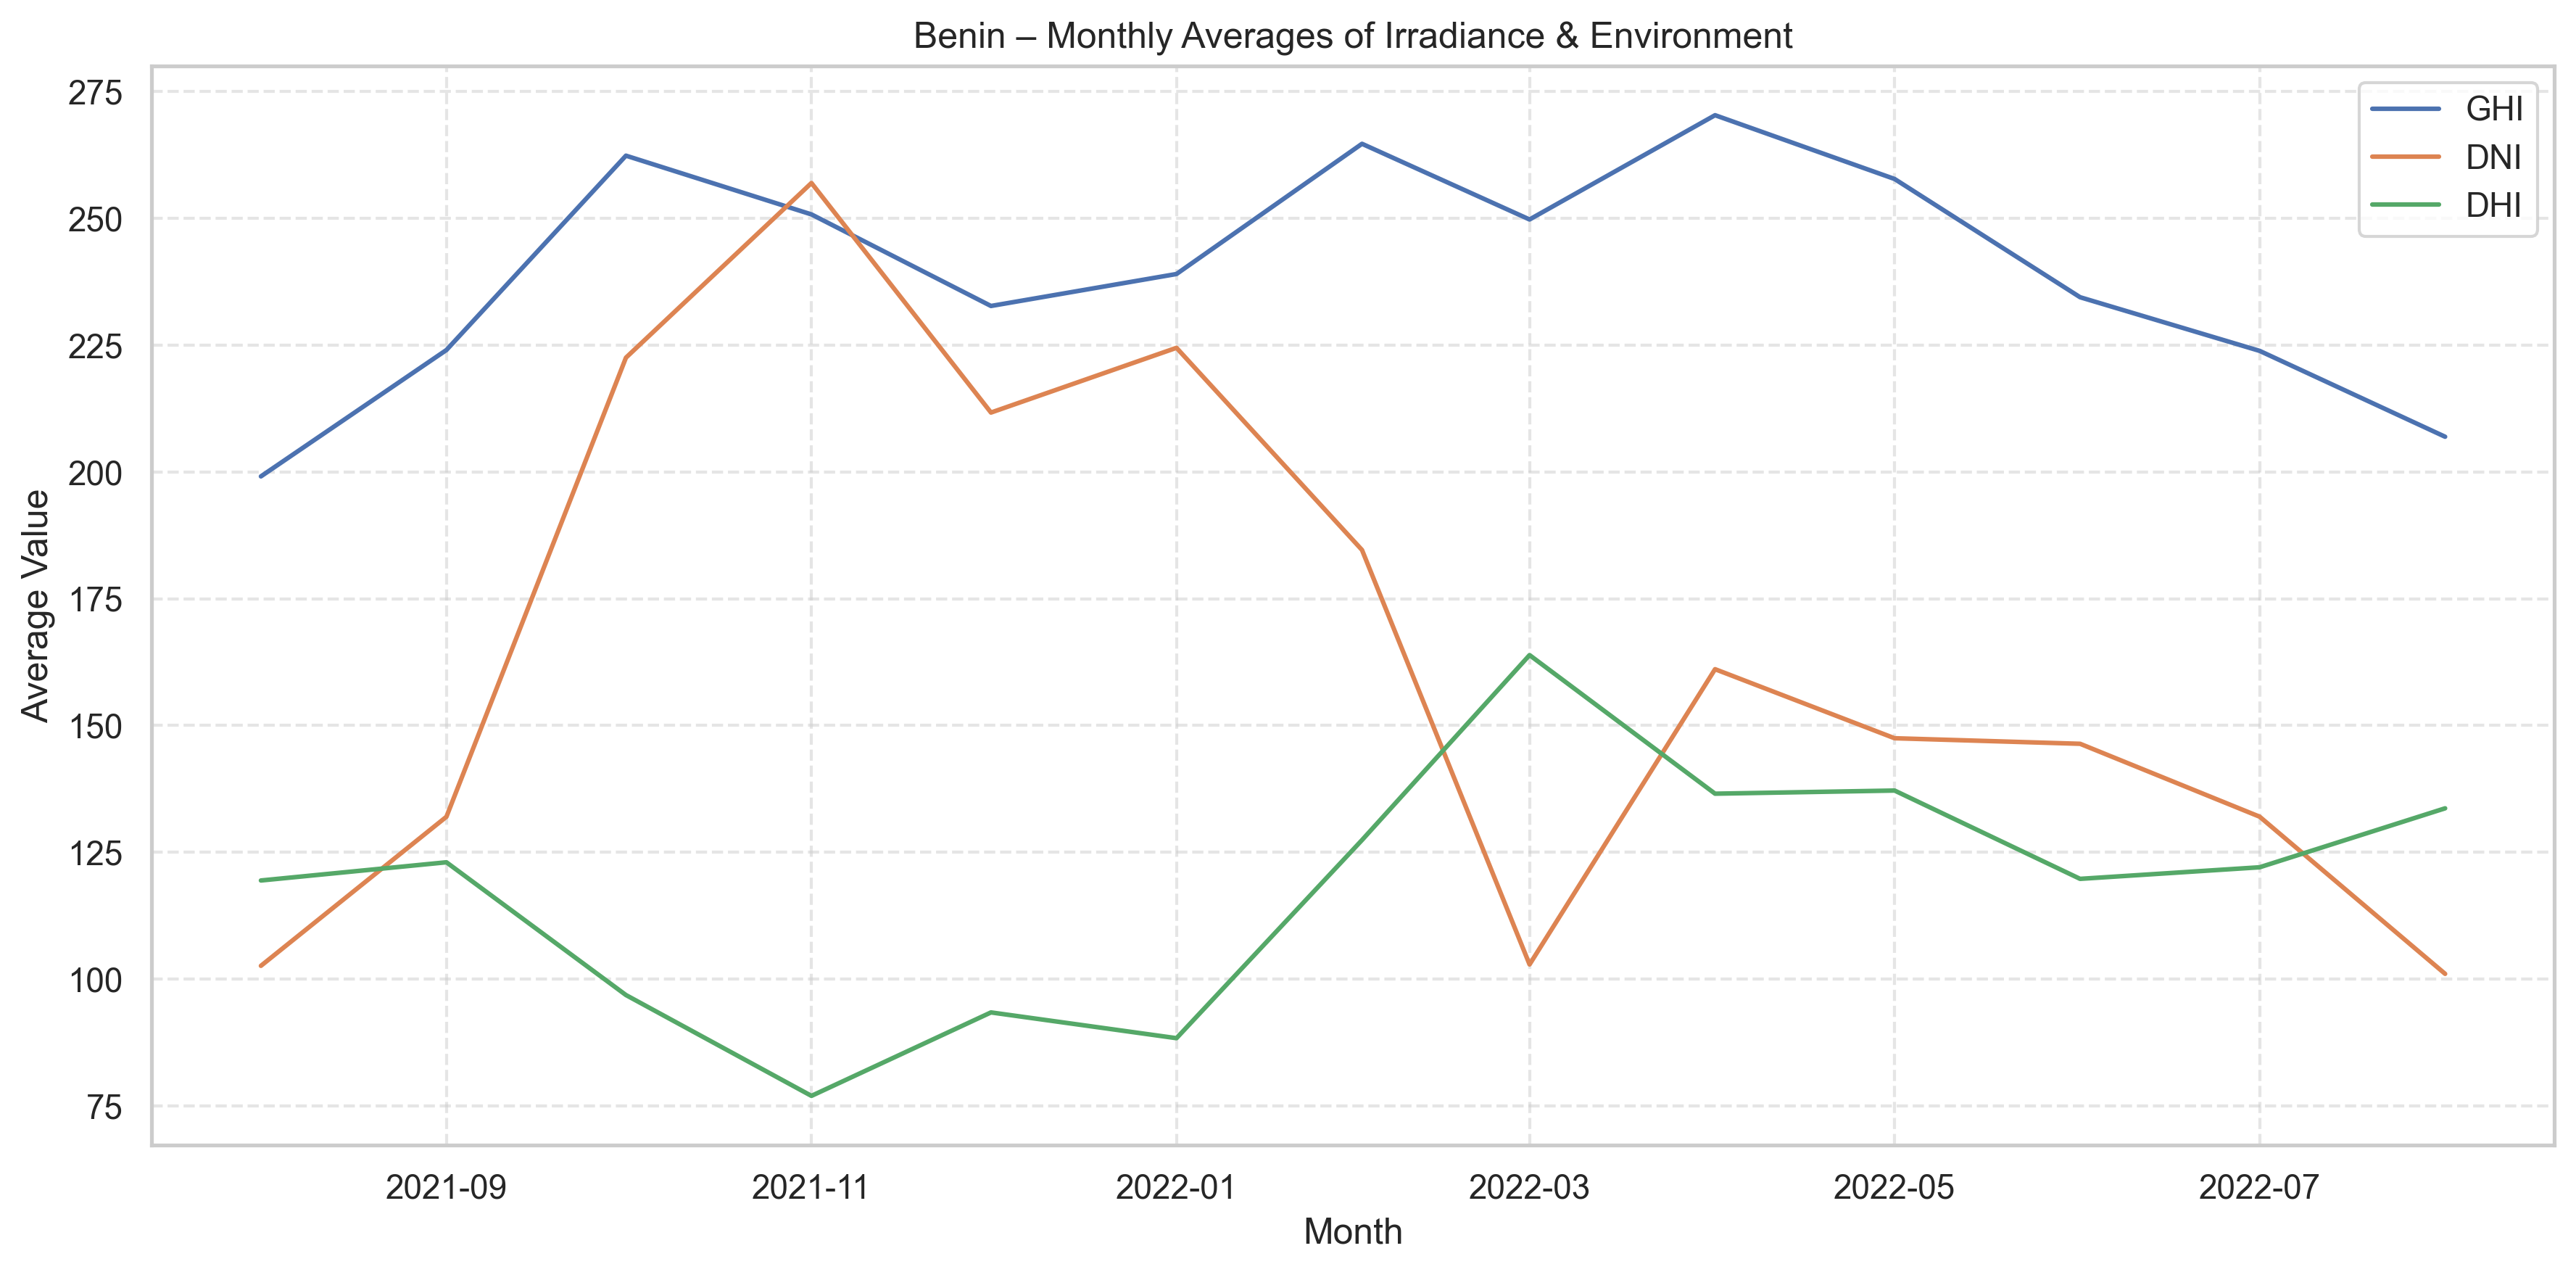 Benin – Monthly Averages of Irradiance & Environment
GHI
DNI
DHI
Average Value
275
250
225
200
175
150
125
100
75
2021-09
2021-11
2022-01
2022-03
2022-05
2022-07
Month